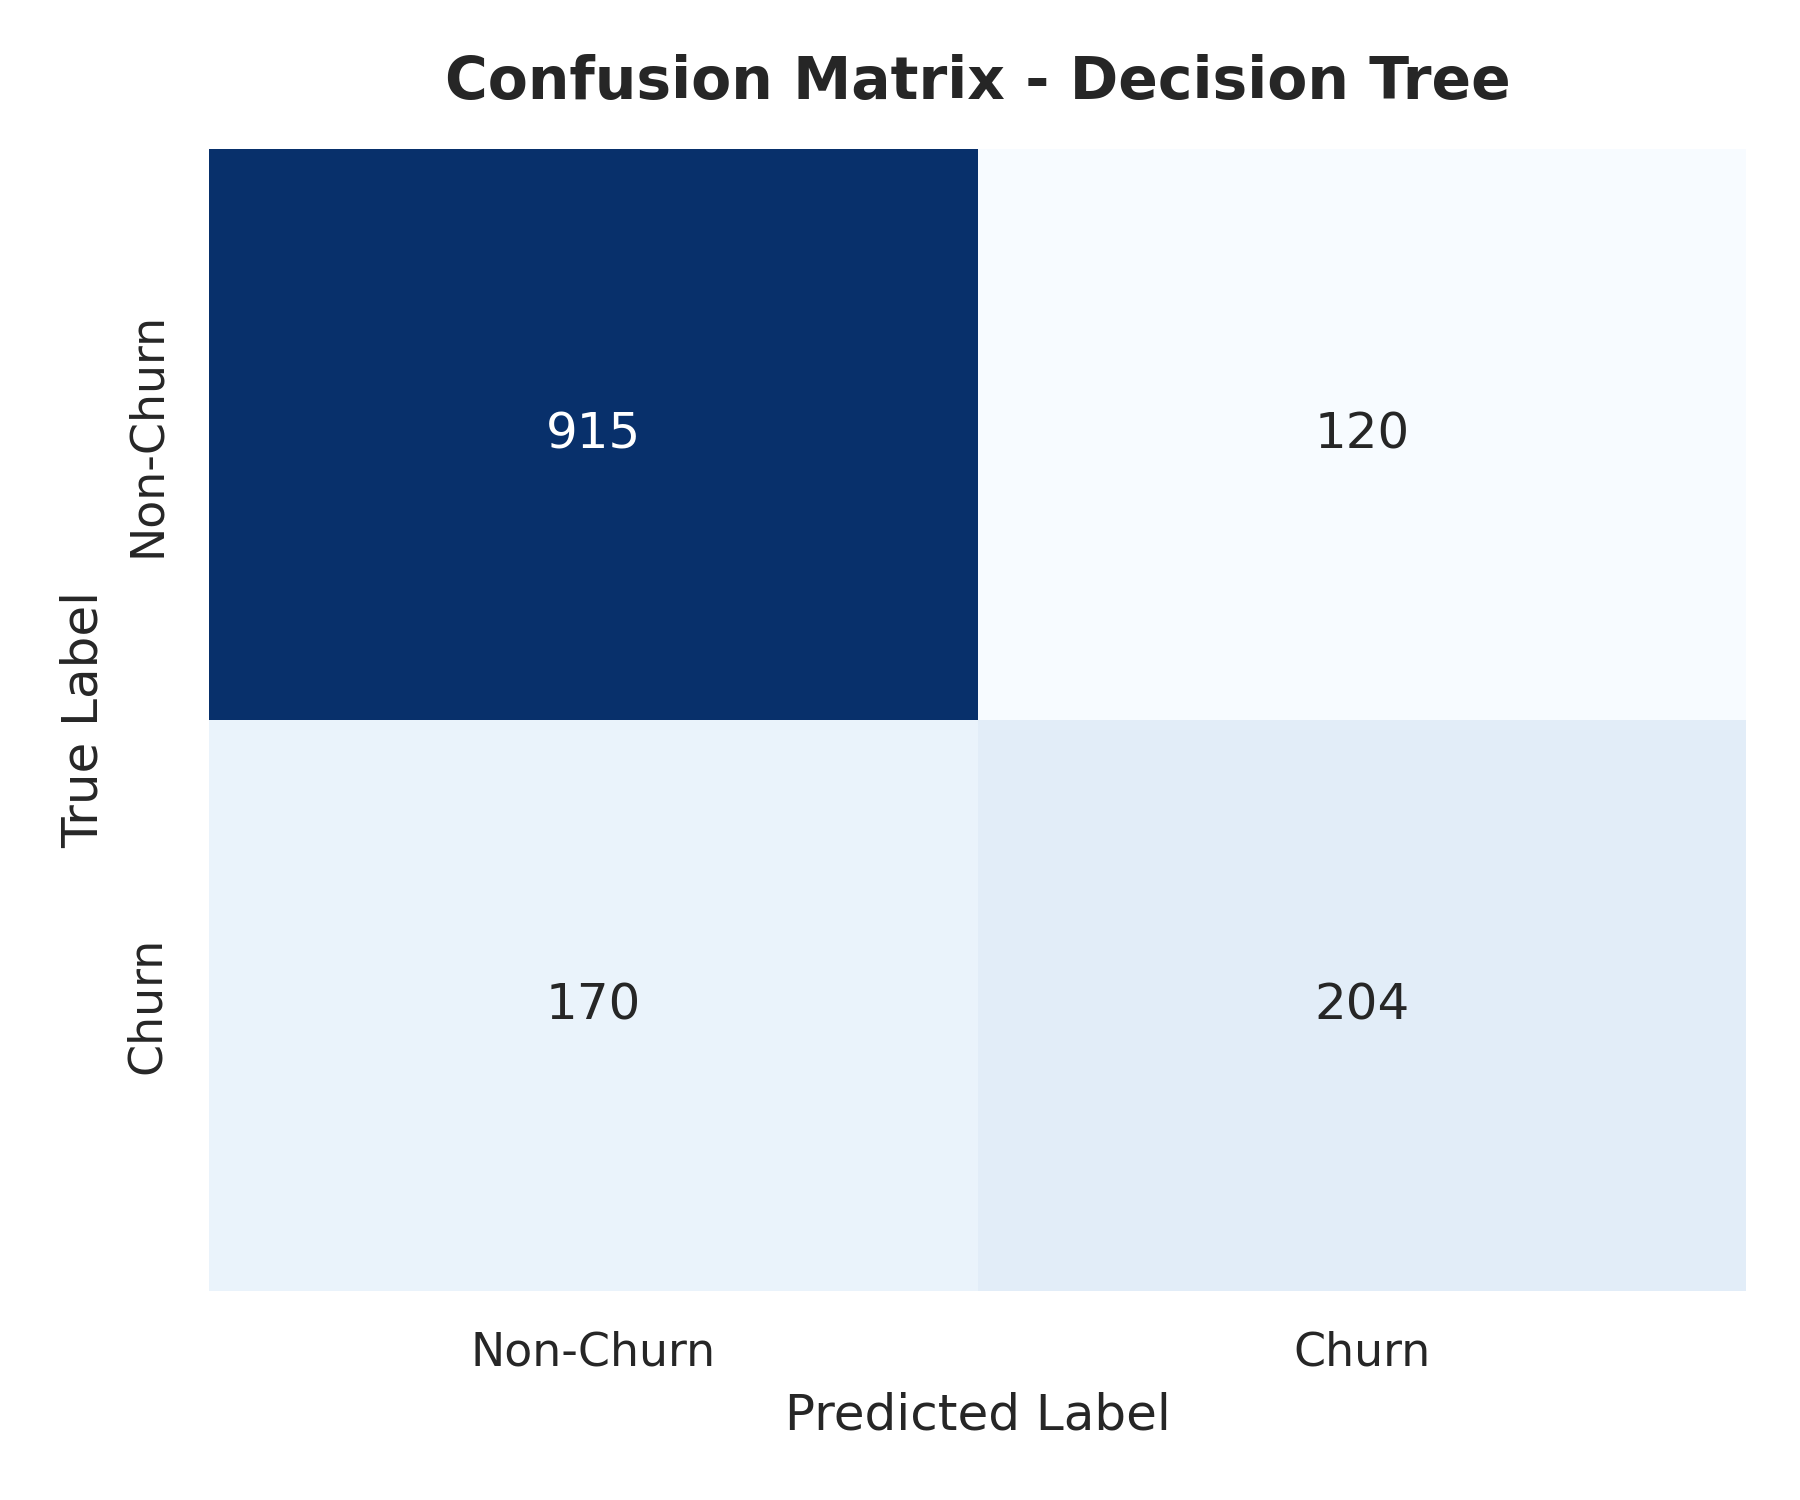 Confusion Matrix - Decision Tree
True Label
Non-Churn
915
120
Churn
170
204
Non-Churn
Churn
Predicted Label